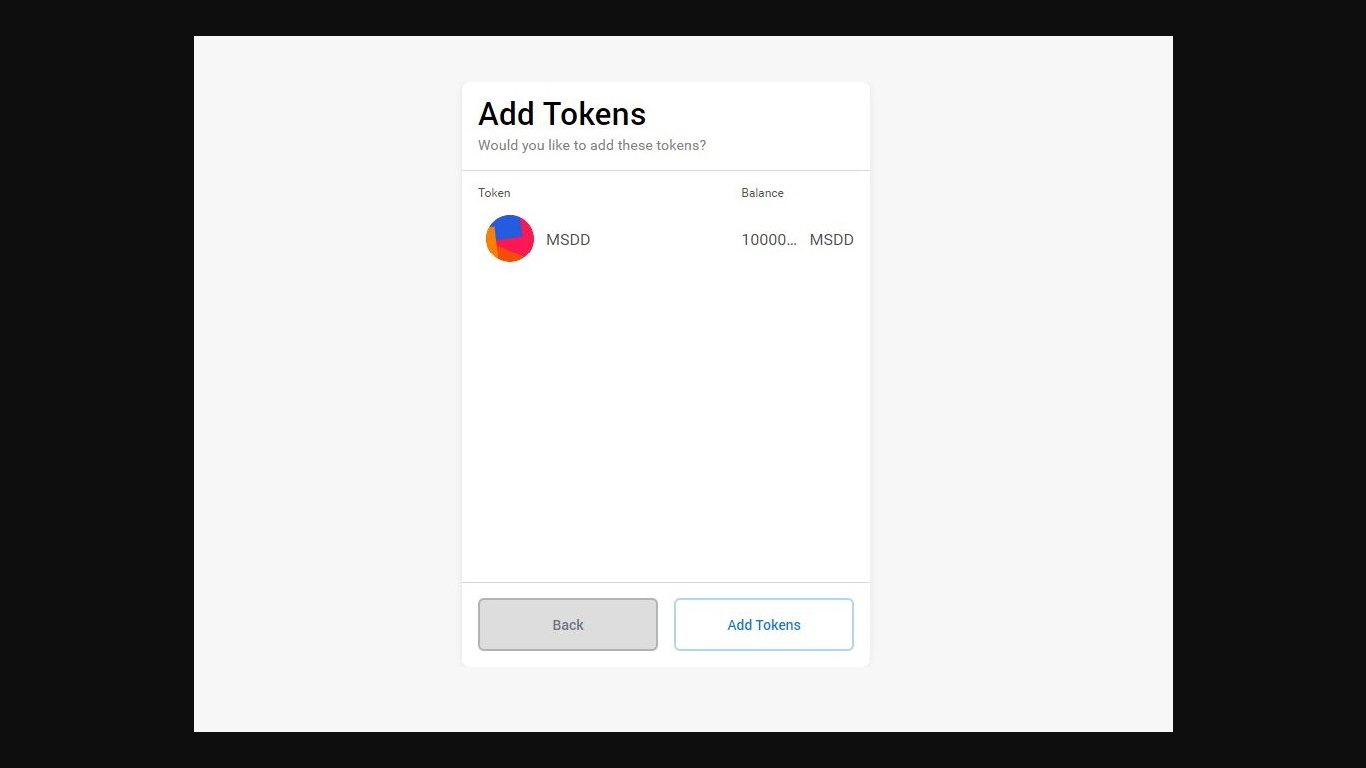 Add Tokens
Would you like to add these tokens?
Token Balance
MSDD 10000... MSDD
Back Add Tokens